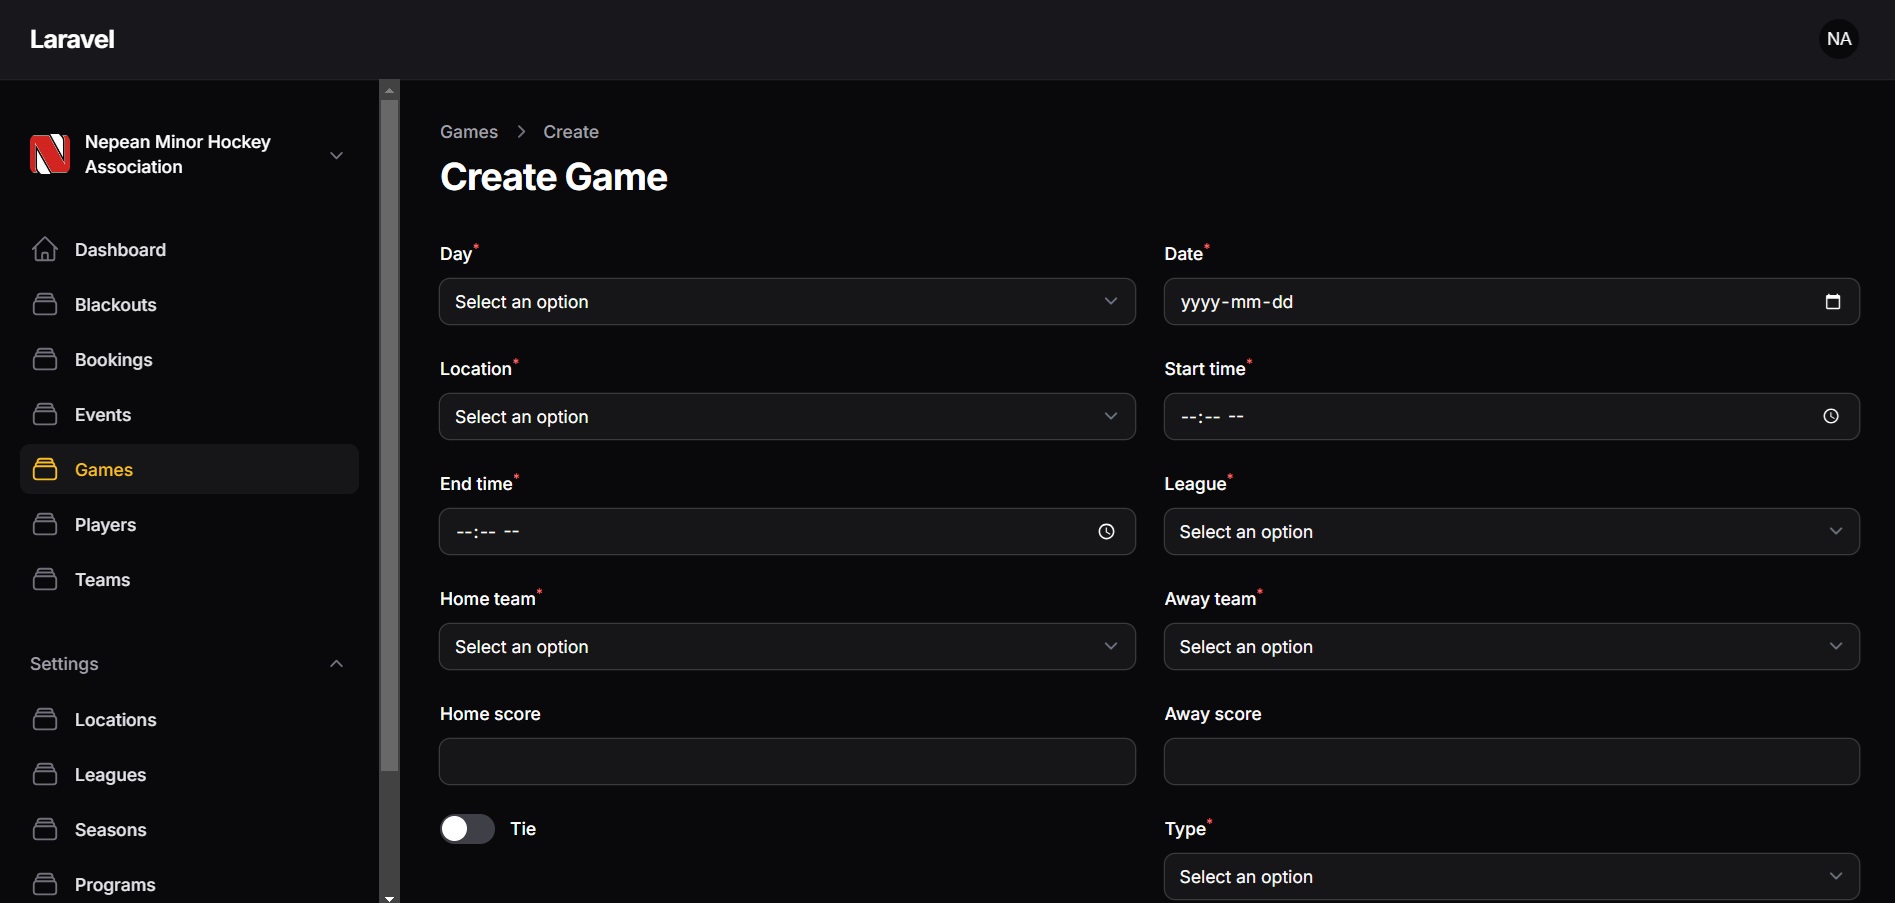 Laravel
NA
Nepean Minor Hockey
Association
Dashboard
Blackouts
Bookings
Events
Games
Players
Teams
Settings
Locations
Leagues
Seasons
Programs
Games > Create
Create Game
Day*
Select an option
Date*
yyyy-mm-dd
Location*
Select an option
Start time*
--:-- --
End time*
--:-- --
League*
Select an option
Home team*
Select an option
Away team*
Select an option
Home score
Away score
Tie
Type*
Select an option